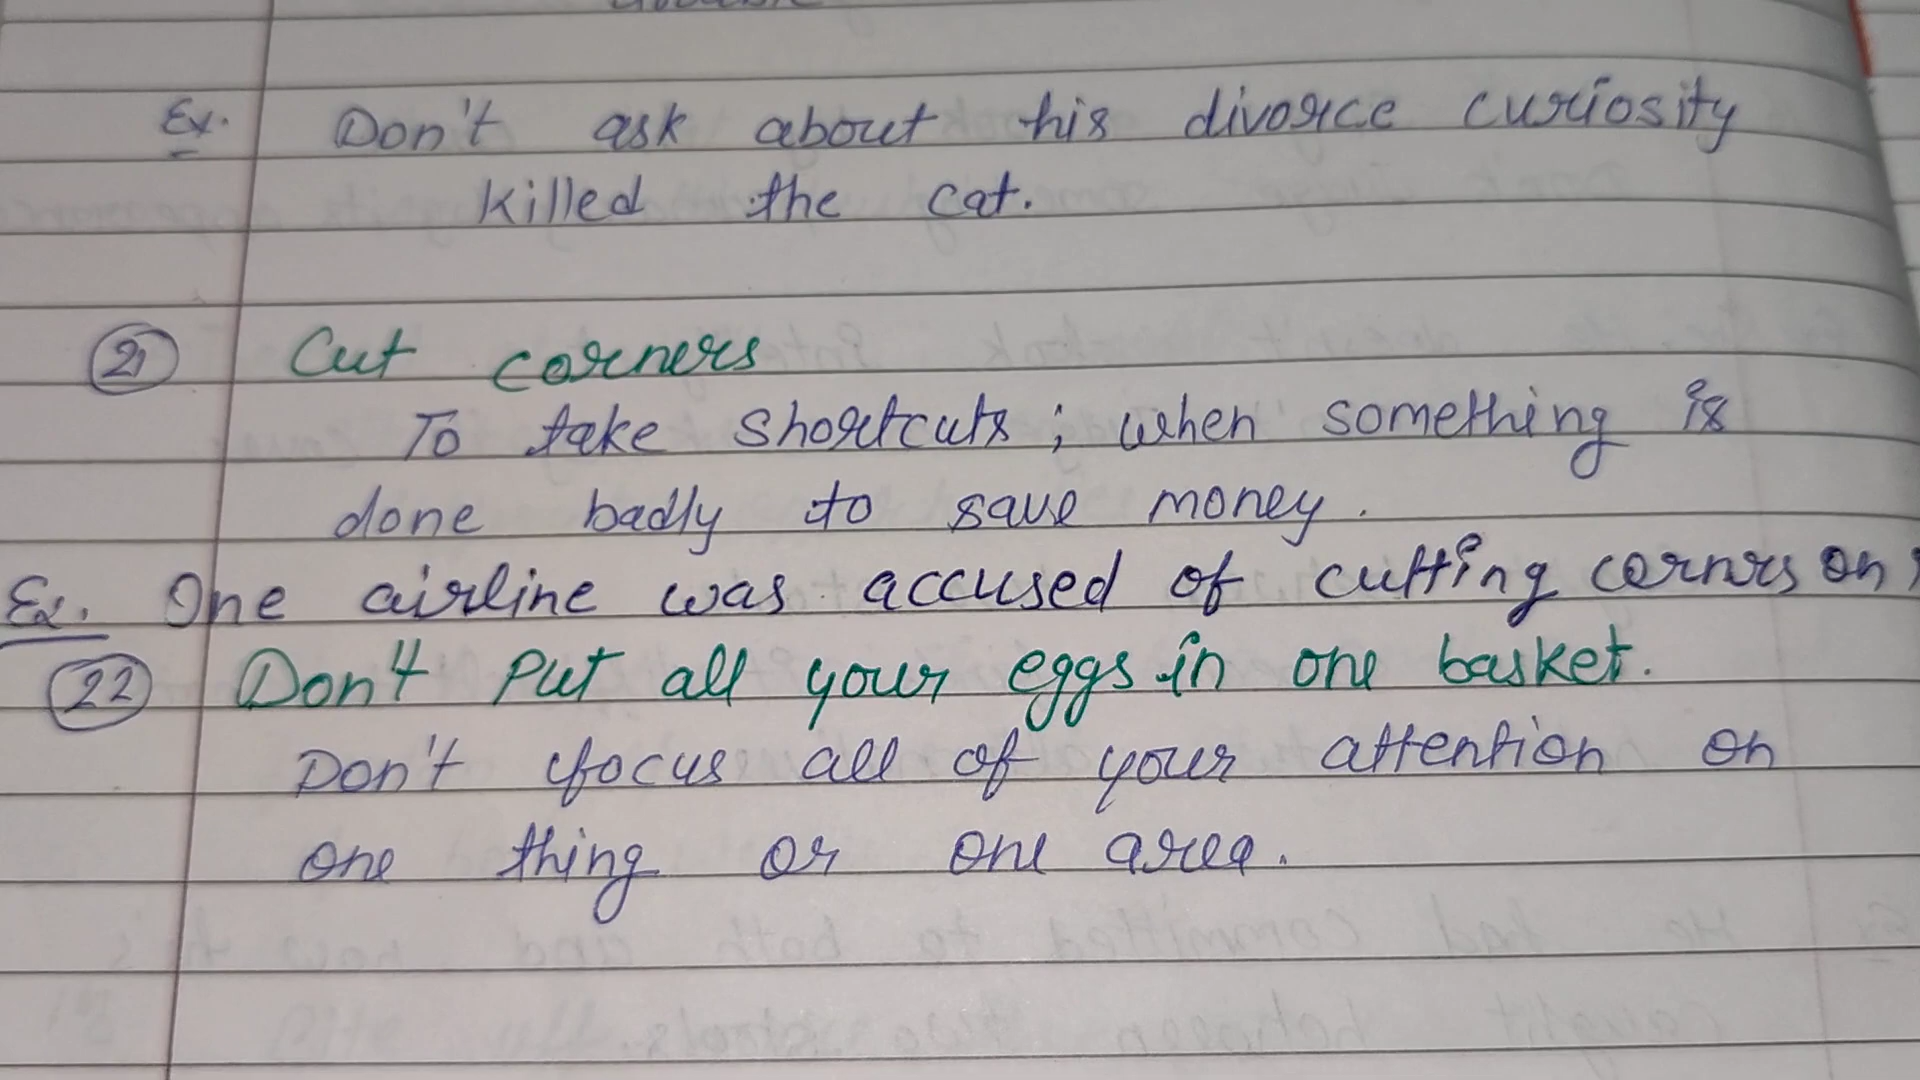 Ex. Don't ask about his divorce curiosity
killed the cat.
21 Cut corners
To take shortcuts; when something is
done badly to save money.
Ex. One airline was accused of cutting corners on
22 Don't Put all your eggs in one basket.
Don't focus all of your attention on
one thing or one area.